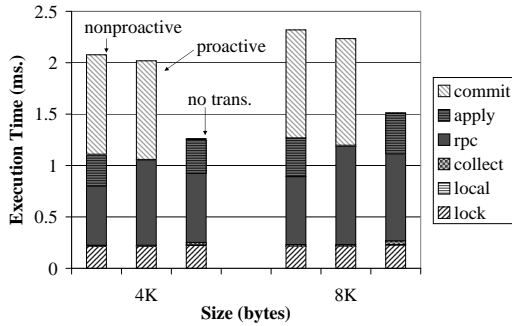 2.5
nonproactive
proactive
2
no trans.
1.5
1
0.5
0
Execution Time (ms.)
4K
8K
Size (bytes)
commit
apply
rpc
collect
local
lock